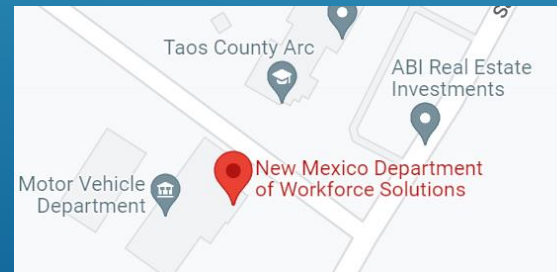 Taos County Arc
ABI Real Estate
Investments
New Mexico Department
of Workforce Solutions
Motor Vehicle
Department